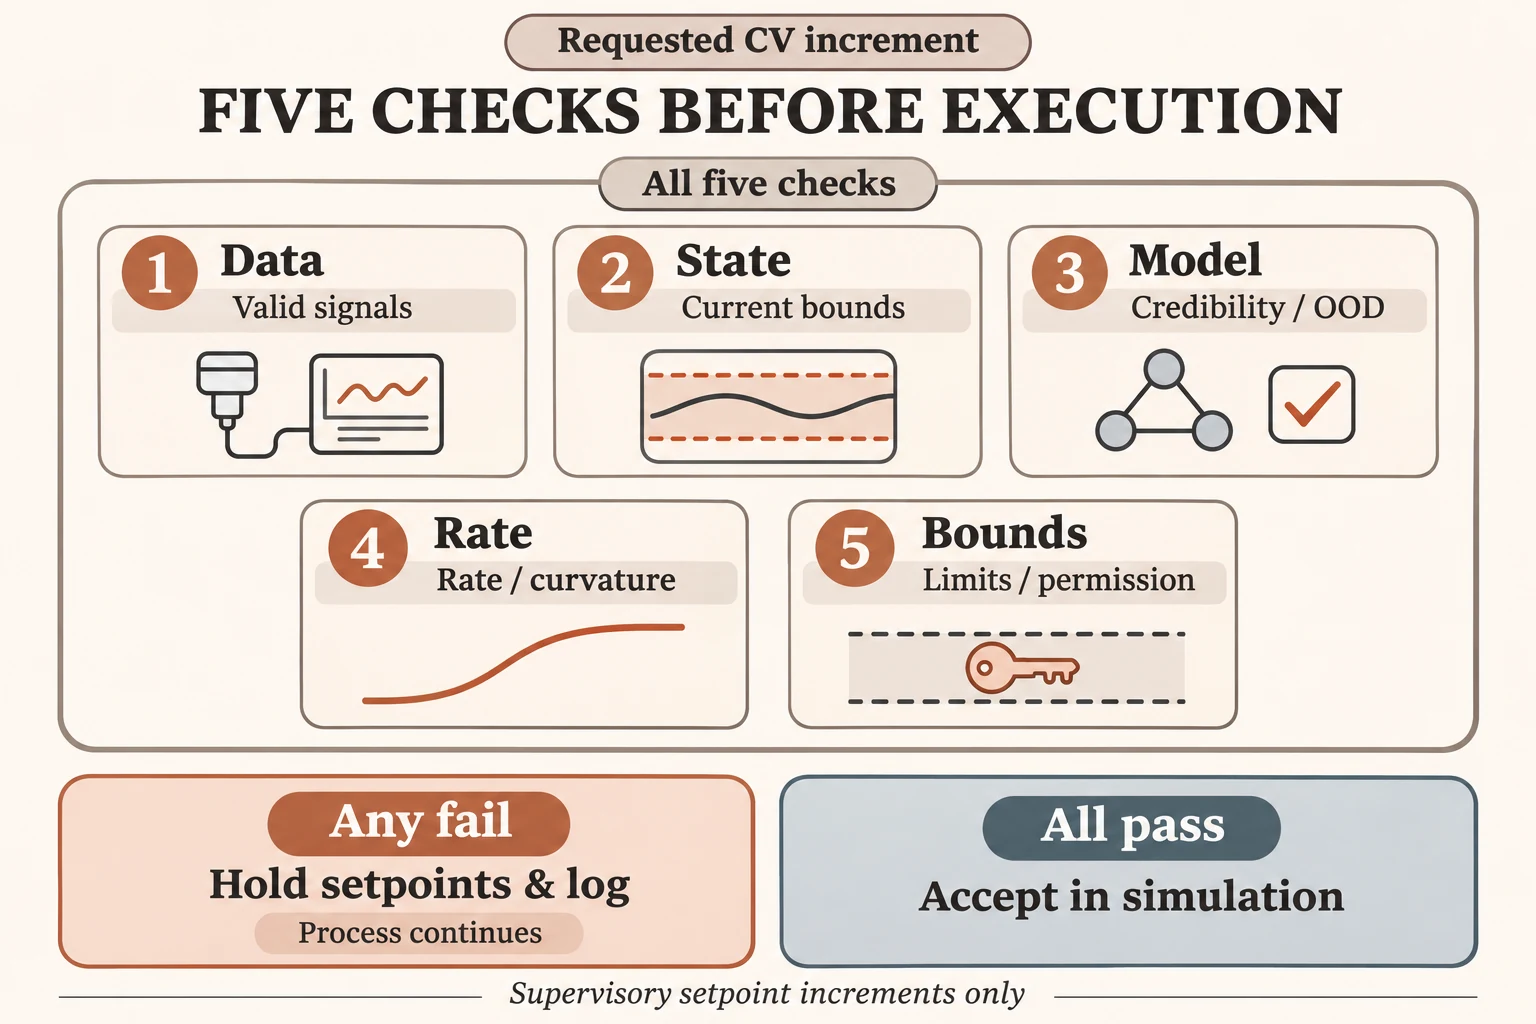 Requested CV increment
FIVE CHECKS BEFORE EXECUTION
All five checks
1
Data
Valid signals
2
State
Current bounds
3
Model
Credibility / OOD
4
Rate
Rate / curvature
5
Bounds
Limits / permission
Any fail
Hold setpoints & log
Process continues
All pass
Accept in simulation
Supervisory setpoint increments only